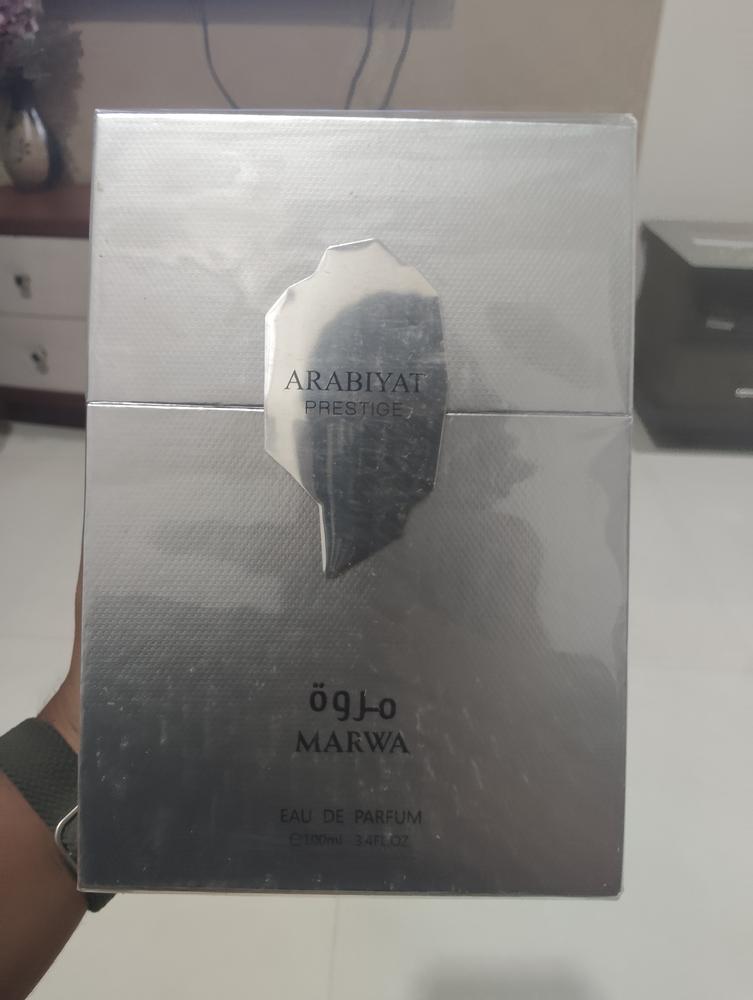 ARABIYAT
PRESTIGE
مروة
MARWA
EAU DE PARFUM
℮100ml 3.4FL.OZ